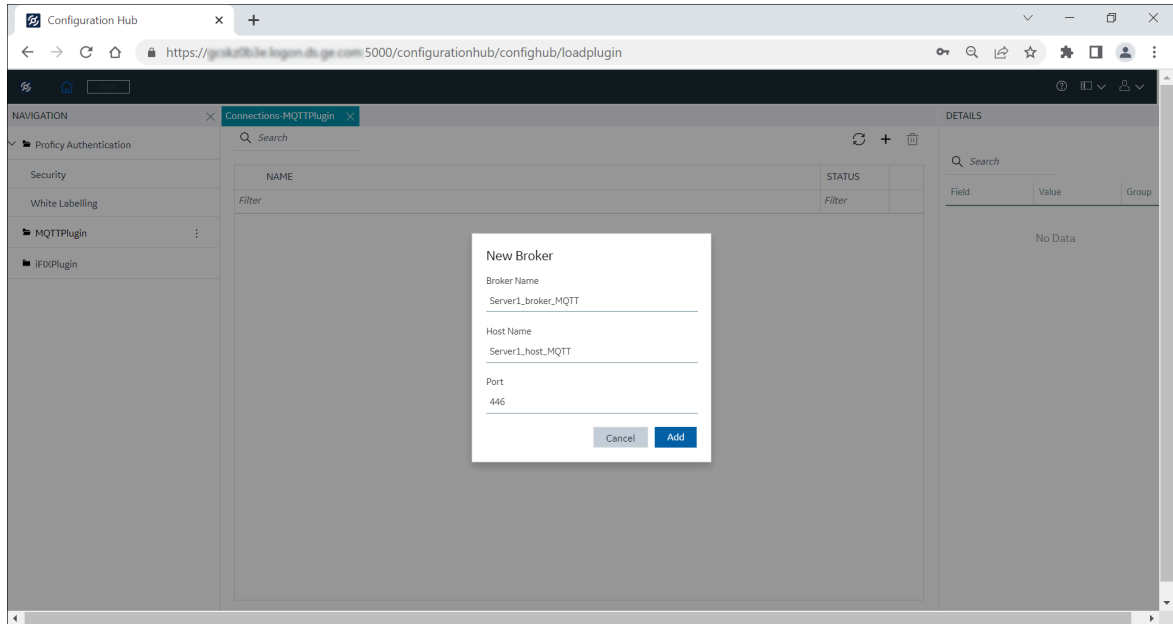 Configuration Hub
https://
5000/configurationhub/confighub/loadplugin
NAVIGATION
Connections-MQTTPlugin
DETAILS
Proficy Authentication
Security
White Labelling
MQTTPlugin
iFIXPlugin
Search
NAME
STATUS
Filter
Filter
New Broker
Broker Name
Server1_broker_MQTT
Host Name
Server1_host_MQTT
Port
446
Cancel
Add
Search
Field
Value
Group
No Data